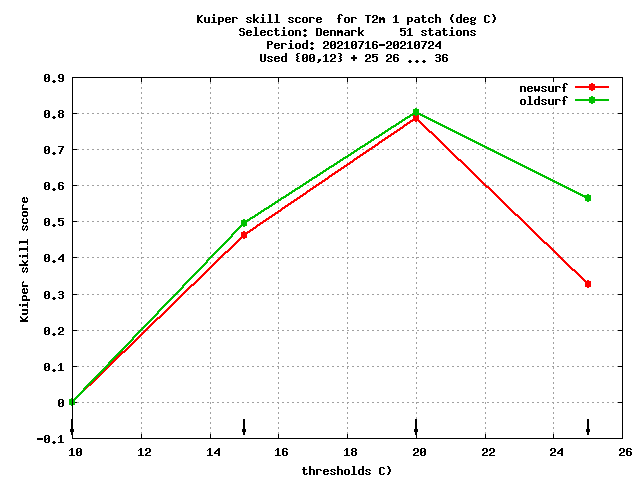 Kuiper skill score  for T2m 1 patch (deg C)
Selection: Denmark     51 stations
Period: 20210716-20210724
Used {00,12} + 25 26 ... 36
newsurf
oldsurf
Kuiper skill score
0.9
0.8
0.7
0.6
0.5
0.4
0.3
0.2
0.1
0
-0.1
10 12 14 16 18 20 22 24 26
thresholds C)